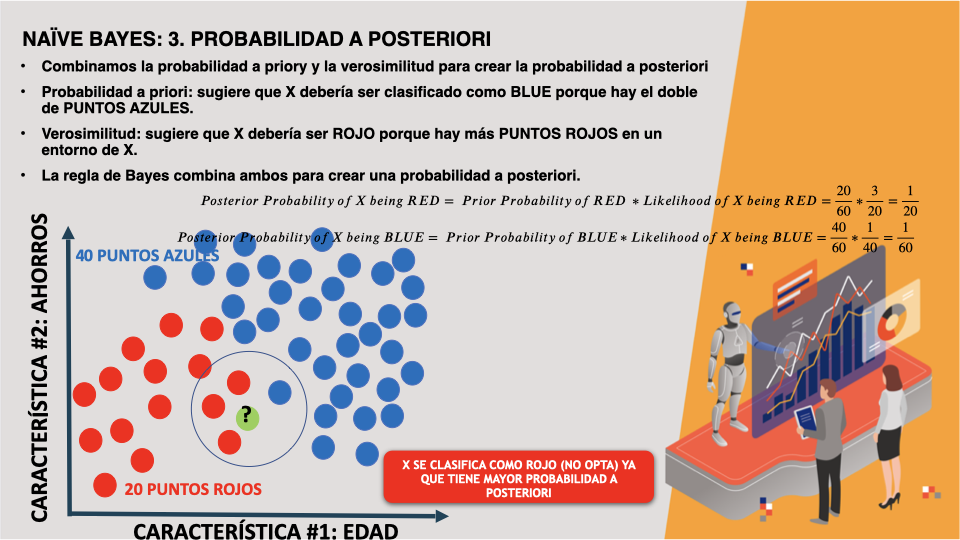 NAÏVE BAYES: 3. PROBABILIDAD A POSTERIORI
• Combinamos la probabilidad a priory y la verosimilitud para crear la probabilidad a posteriori
• Probabilidad a priori: sugiere que X debería ser clasificado como BLUE porque hay el doble
de PUNTOS AZULES.
• Verosimilitud: sugiere que X debería ser ROJO porque hay más PUNTOS ROJOS en un
entorno de X.
• La regla de Bayes combina ambos para crear una probabilidad a posteriori.
Posterior Probability of X being RED = Prior Probability of RED * Likelihood of X being RED = 20/60 * 3/20 = 1/20
Posterior Probability of X being BLUE = Prior Probability of BLUE * Likelihood of X being BLUE = 40/60 * 1/40 = 1/60
40 PUNTOS AZULES
CARACTERÍSTICA #2: AHORROS
?
20 PUNTOS ROJOS
X SE CLASIFICA COMO ROJO (NO OPTA) YA
QUE TIENE MAYOR PROBABILIDAD A
POSTERIORI
CARACTERÍSTICA #1: EDAD